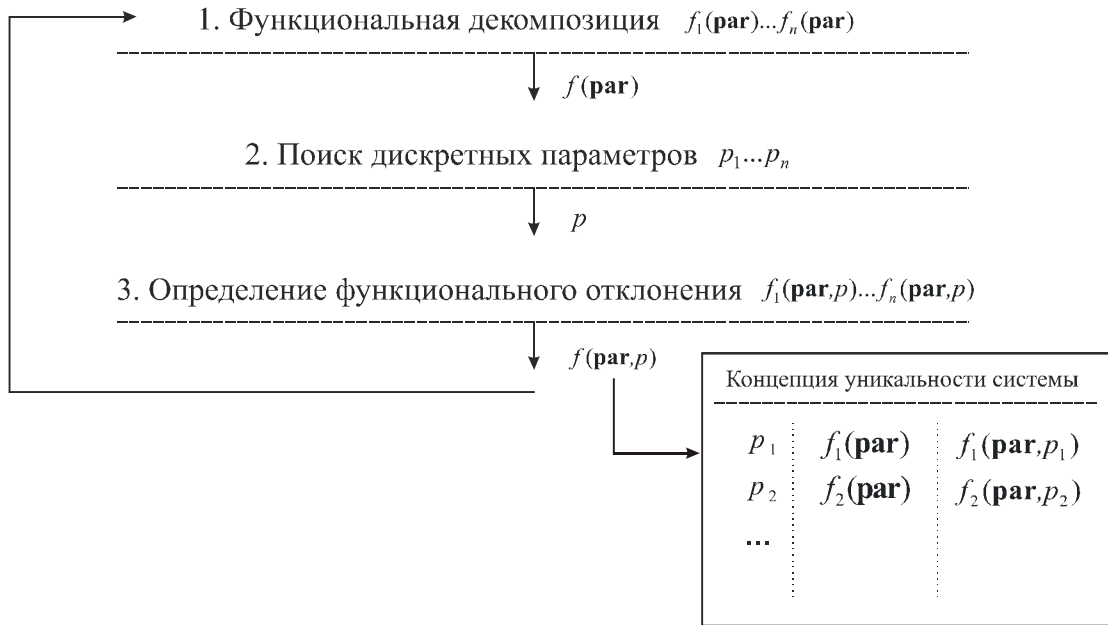 1. Функциональная декомпозиция f₁(par)...fₙ(par)
f(par)
2. Поиск дискретных параметров p₁...pₙ
p
3. Определение функционального отклонения f₁(par,p)...fₙ(par,p)
f(par,p)
Концепция уникальности системы
p₁ f₁(par) f₁(par,p₁)
p₂ f₂(par) f₂(par,p₂)
...